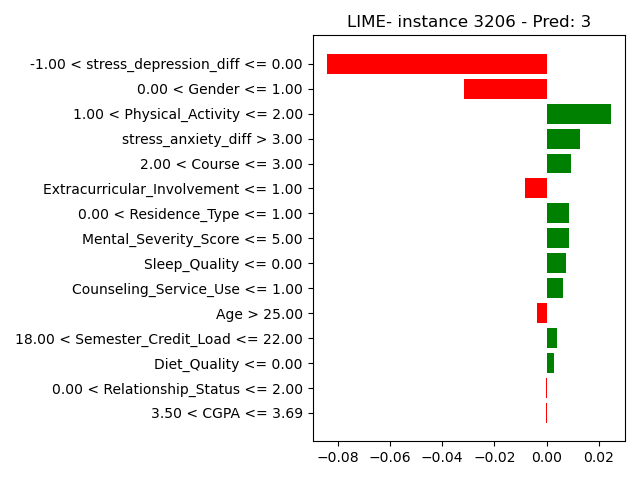 LIME- instance 3206 - Pred: 3
-1.00 < stress_depression_diff <= 0.00
0.00 < Gender <= 1.00
1.00 < Physical_Activity <= 2.00
stress_anxiety_diff > 3.00
2.00 < Course <= 3.00
Extracurricular_Involvement <= 1.00
0.00 < Residence_Type <= 1.00
Mental_Severity_Score <= 5.00
Sleep_Quality <= 0.00
Counseling_Service_Use <= 1.00
Age > 25.00
18.00 < Semester_Credit_Load <= 22.00
Diet_Quality <= 0.00
0.00 < Relationship_Status <= 2.00
3.50 < CGPA <= 3.69
−0.08 −0.06 −0.04 −0.02 0.00 0.02